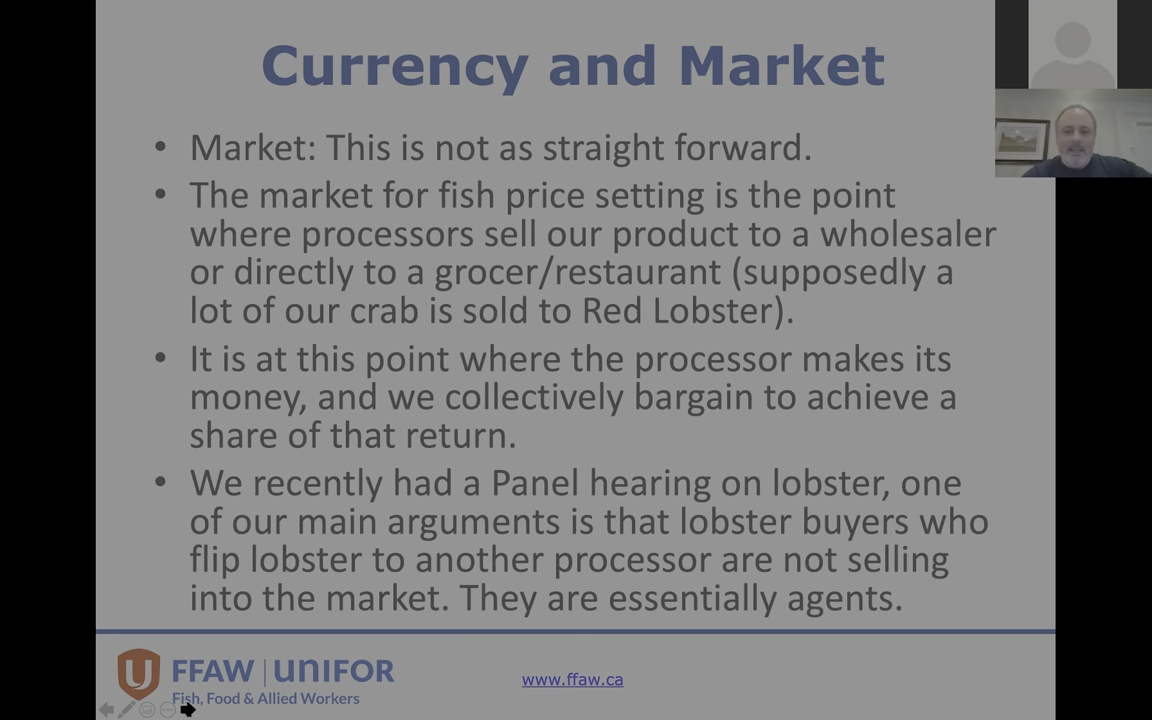 Currency and Market
• Market: This is not as straight forward.
• The market for fish price setting is the point
where processors sell our product to a wholesaler
or directly to a grocer/restaurant (supposedly a
lot of our crab is sold to Red Lobster).
• It is at this point where the processor makes its
money, and we collectively bargain to achieve a
share of that return.
• We recently had a Panel hearing on lobster, one
of our main arguments is that lobster buyers who
flip lobster to another processor are not selling
into the market. They are essentially agents.
FFAW | UNIFOR
Fish, Food & Allied Workers
www.ffaw.ca